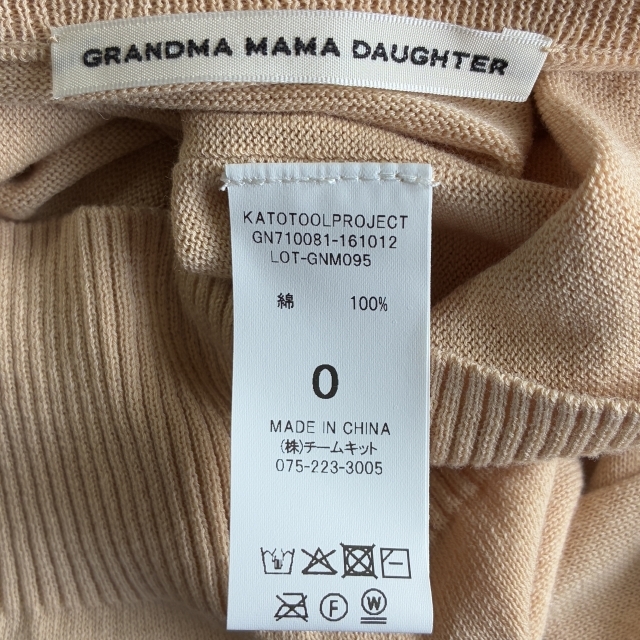 GRANDMA MAMA DAUGHTER
KATOTOOLPROJECT
GN710081-161012
LOT-GNM095
綿 100%
0
MADE IN CHINA
(株)チームキット
075-223-3005
F
W